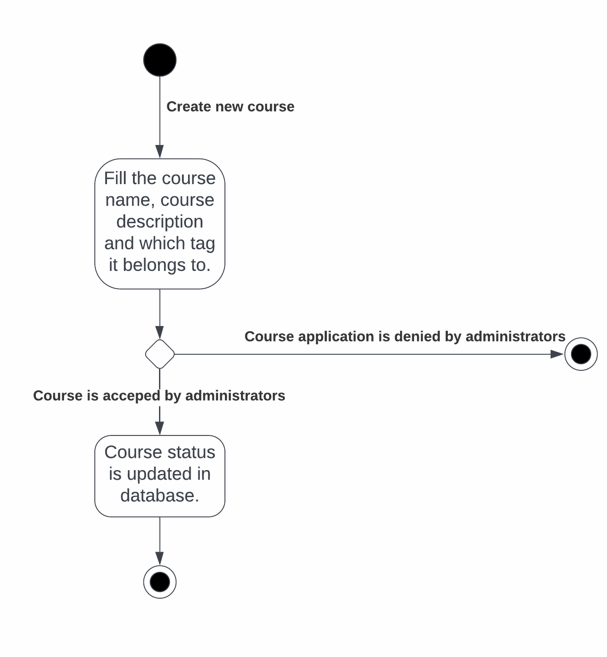 Create new course
Fill the course
name, course
description
and which tag
it belongs to.
Course application is denied by administrators
Course is acceped by administrators
Course status
is updated in
database.